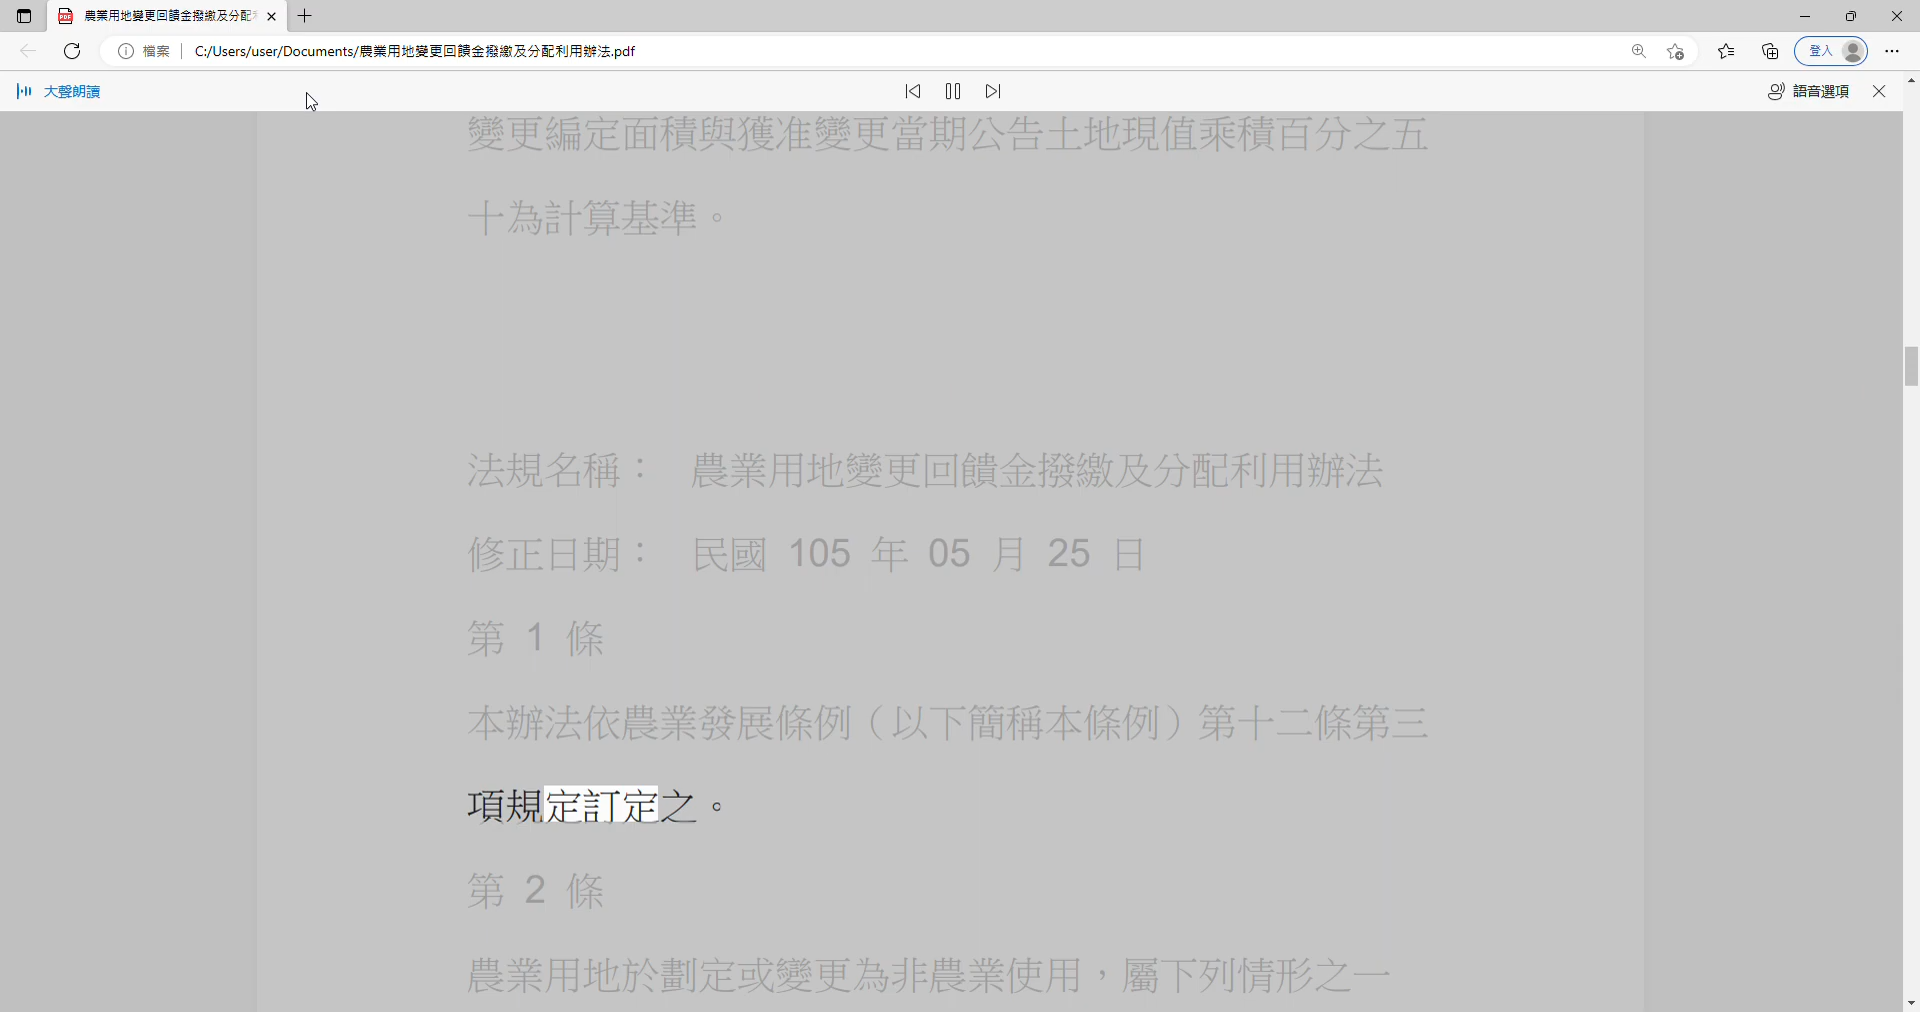 農業用地變更回饋金撥繳及分配
檔案
C:/Users/user/Documents/農業用地變更回饋金撥繳及分配利用辦法.pdf
登入
大聲朗讀
語音選項
變更編定面積與獲准變更當期公告土地現值乘積百分之五
十為計算基準。
法規名稱： 農業用地變更回饋金撥繳及分配利用辦法
修正日期： 民國 105 年 05 月 25 日
第 1 條
本辦法依農業發展條例（以下簡稱本條例）第十二條第三
項規定訂定之。
第 2 條
農業用地於劃定或變更為非農業使用，屬下列情形之一